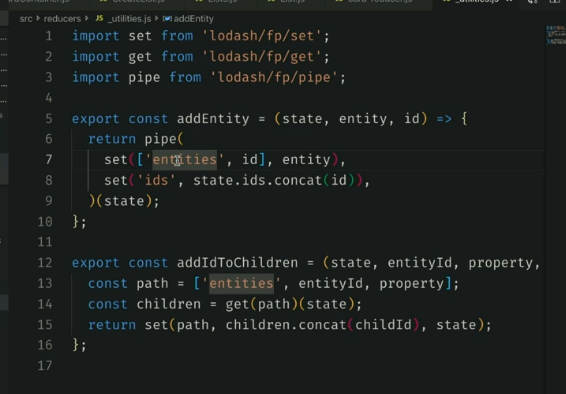 src > reducers > JS _utilities.js > addEntity
1 import set from 'lodash/fp/set';
2 import get from 'lodash/fp/get';
3 import pipe from 'lodash/fp/pipe';
4
5 export const addEntity = (state, entity, id) => {
6 return pipe(
7 set(['entities', id], entity),
8 set('ids', state.ids.concat(id)),
9 )(state);
10 };
11
12 export const addIdToChildren = (state, entityId, property,
13 const path = ['entities', entityId, property];
14 const children = get(path)(state);
15 return set(path, children.concat(childId), state);
16 };
17